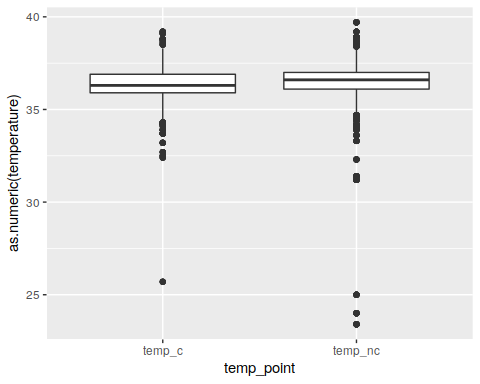 40
35
30
25
as.numeric(temperature)
temp_c
temp_nc
temp_point